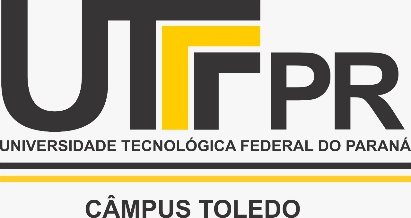 UTFPR
UNIVERSIDADE TECNOLÓGICA FEDERAL DO PARANÁ
CÂMPUS TOLEDO